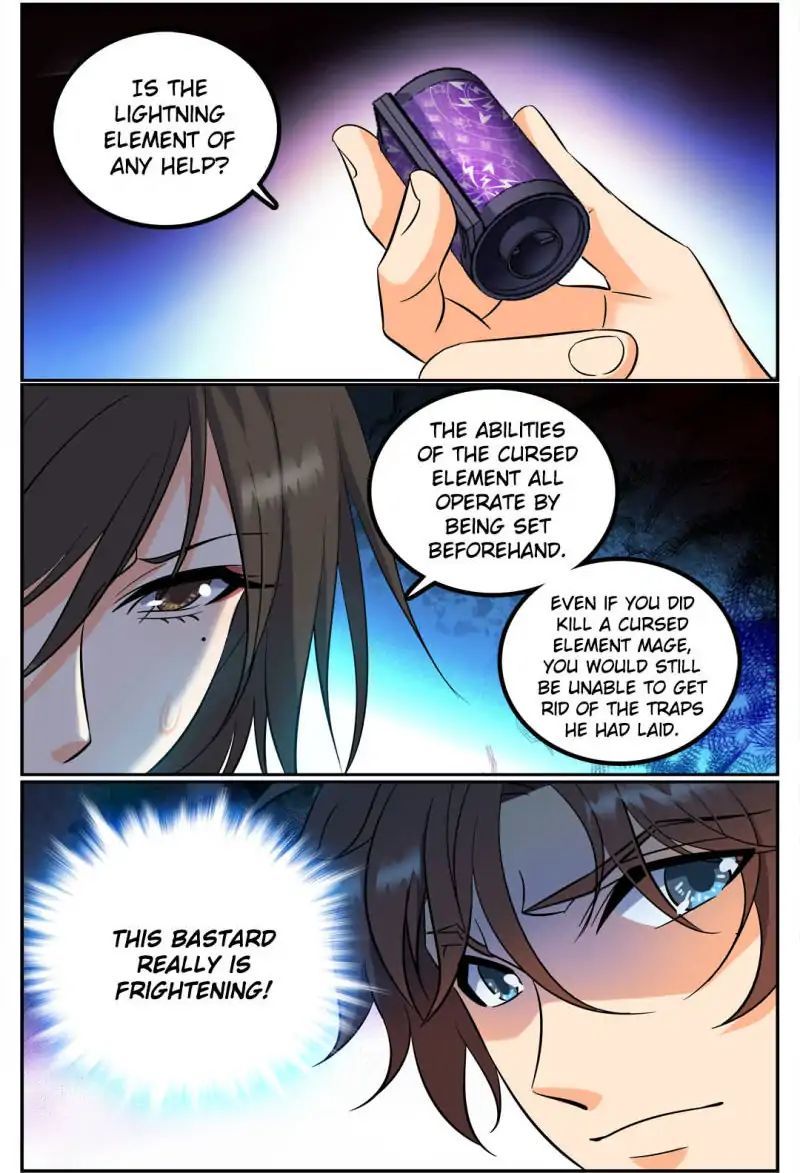 IS THE
LIGHTNING
ELEMENT OF
ANY HELP?
THE ABILITIES
OF THE CURSED
ELEMENT ALL
OPERATE BY
BEING SET
BEFOREHAND.
EVEN IF YOU DID
KILL A CURSED
ELEMENT MAGE,
YOU WOULD STILL
BE UNABLE TO GET
RID OF THE TRAPS
HE HAD LAID.
THIS BASTARD
REALLY IS
FRIGHTENING!